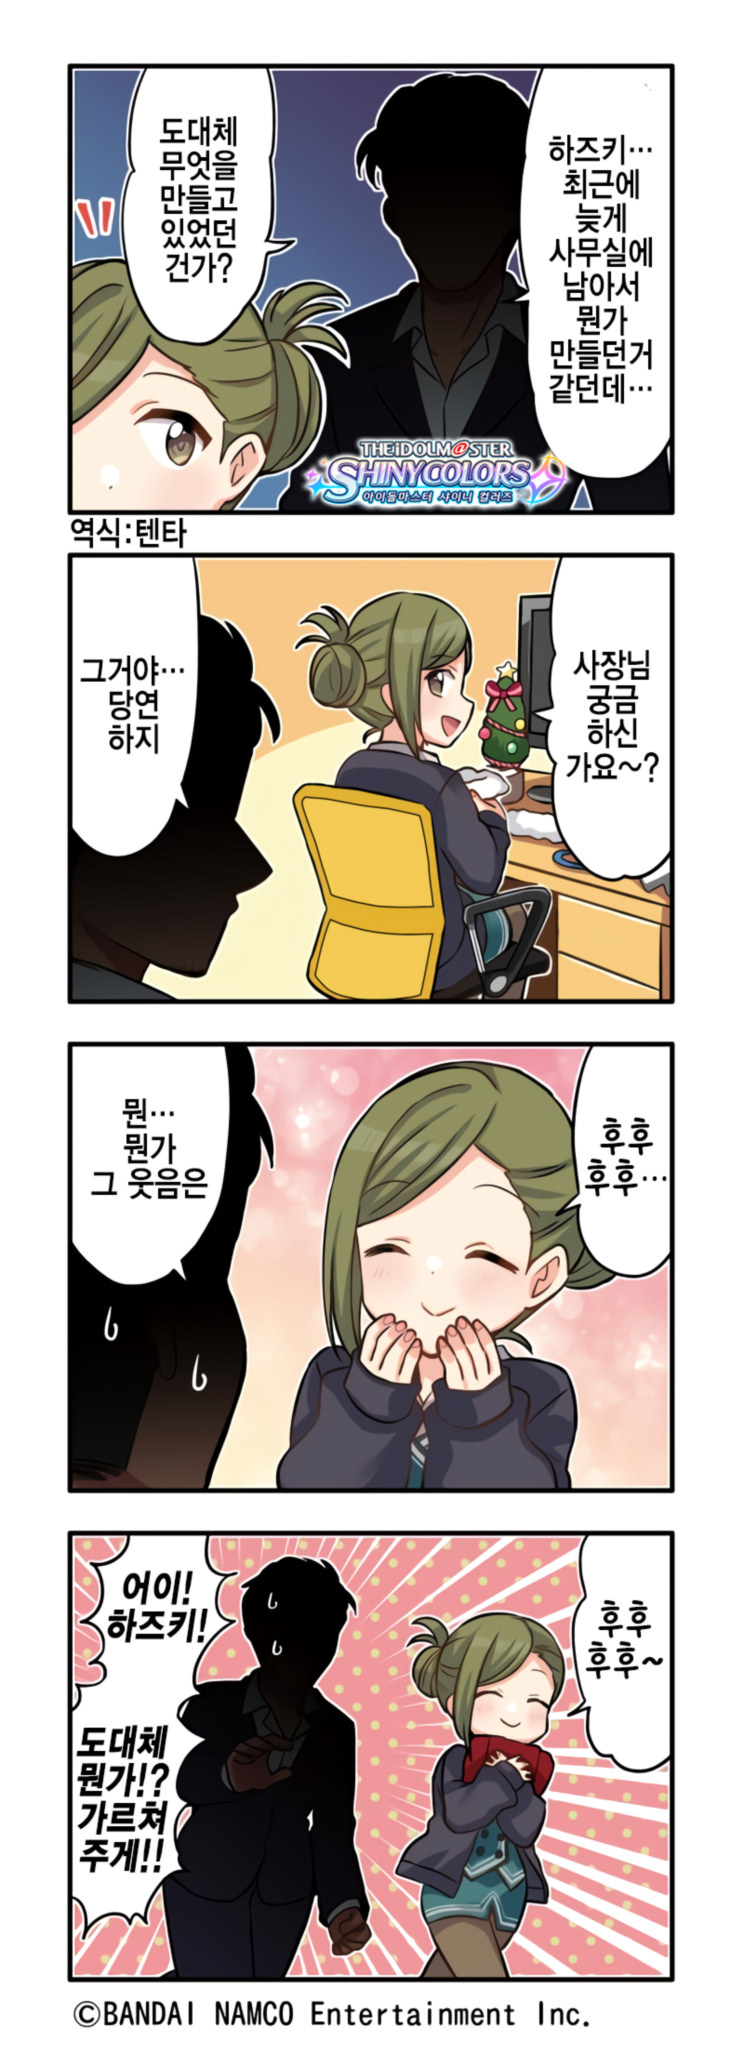 하즈키…
최근에
늦게
사무실에
남아서
뭔가
만들던거
같던데…
도대체
무엇을
만들고
있었던
건가?
THE iDOLM@STER
SHINYCOLORS
아이돌마스터 샤이니 컬러즈
역식:텐타
사장님
궁금
하신
가요~?
그거야…
당연
하지
후후
후후…
뭔…
뭔가
그 웃음은
후후
후후~
어이!
하즈키!
도대체
뭔가!?
가르쳐
주게!!
©BANDAI NAMCO Entertainment Inc.